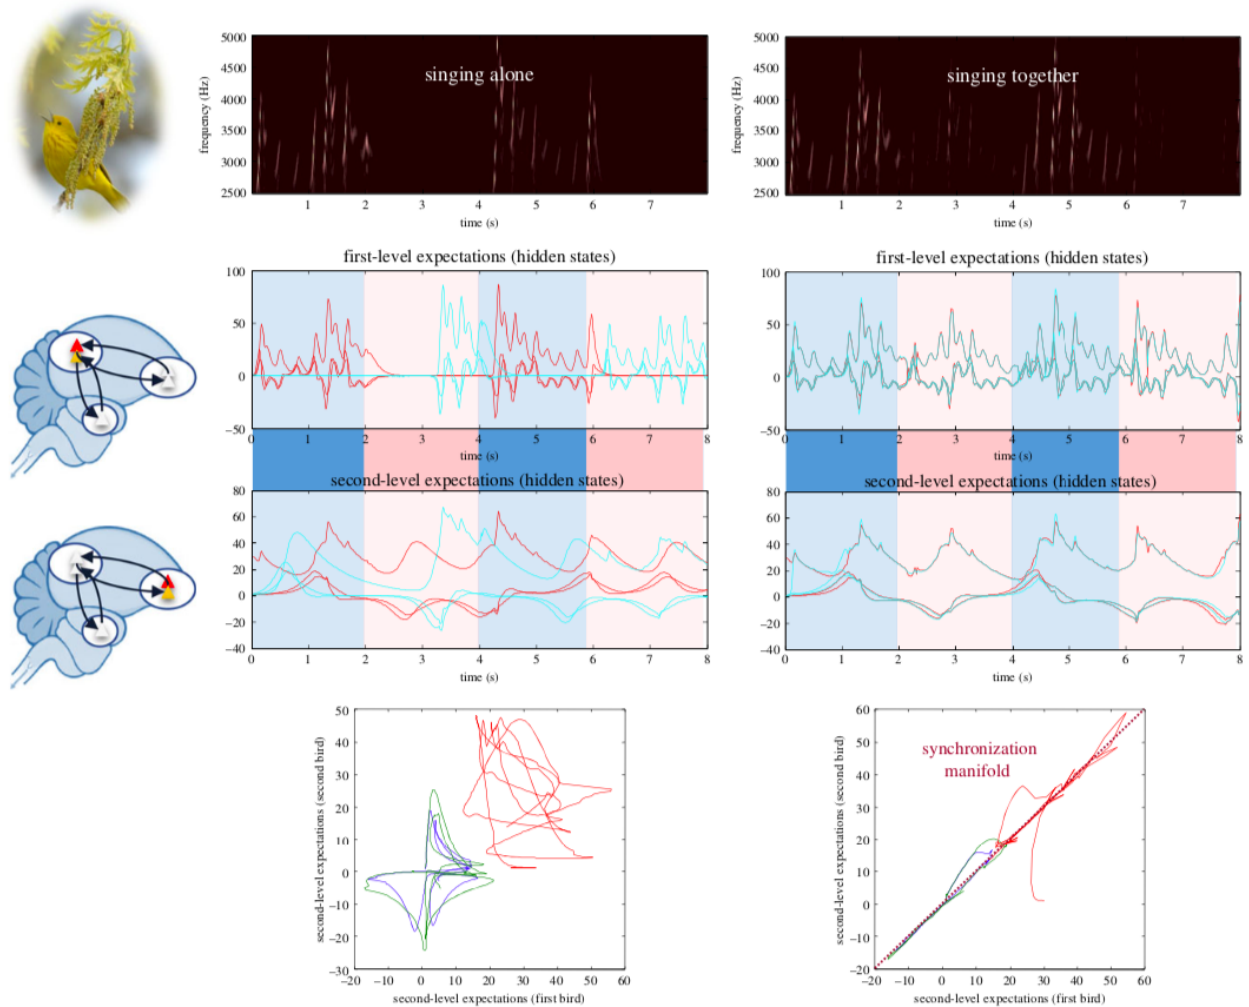 5000
4500
4000
3500
3000
2500
frequency (Hz)
singing alone
1 2 3 4 5 6 7
time (s)
5000
4500
4000
3500
3000
2500
frequency (Hz)
singing together
1 2 3 4 5 6 7
time (s)
first-level expectations (hidden states)
100
50
0
–50
0 1 2 3 4 5 6 7 8
time (s)
first-level expectations (hidden states)
100
50
0
–50
0 1 2 3 4 5 6 7 8
time (s)
second-level expectations (hidden states)
80
60
40
20
0
–20
–40
0 1 2 3 4 5 6 7 8
time (s)
second-level expectations (hidden states)
80
60
40
20
0
–20
–40
0 1 2 3 4 5 6 7 8
time (s)
50
40
30
20
10
0
–10
–20
–30
second-level expectations (second bird)
–20 –10 0 10 20 30 40 50 60
second-level expectations (first bird)
60
50
40
30
20
10
0
–10
–20
second-level expectations (second bird)
synchronization
manifold
–20 –10 0 10 20 30 40 50 60
second-level expectations (first bird)